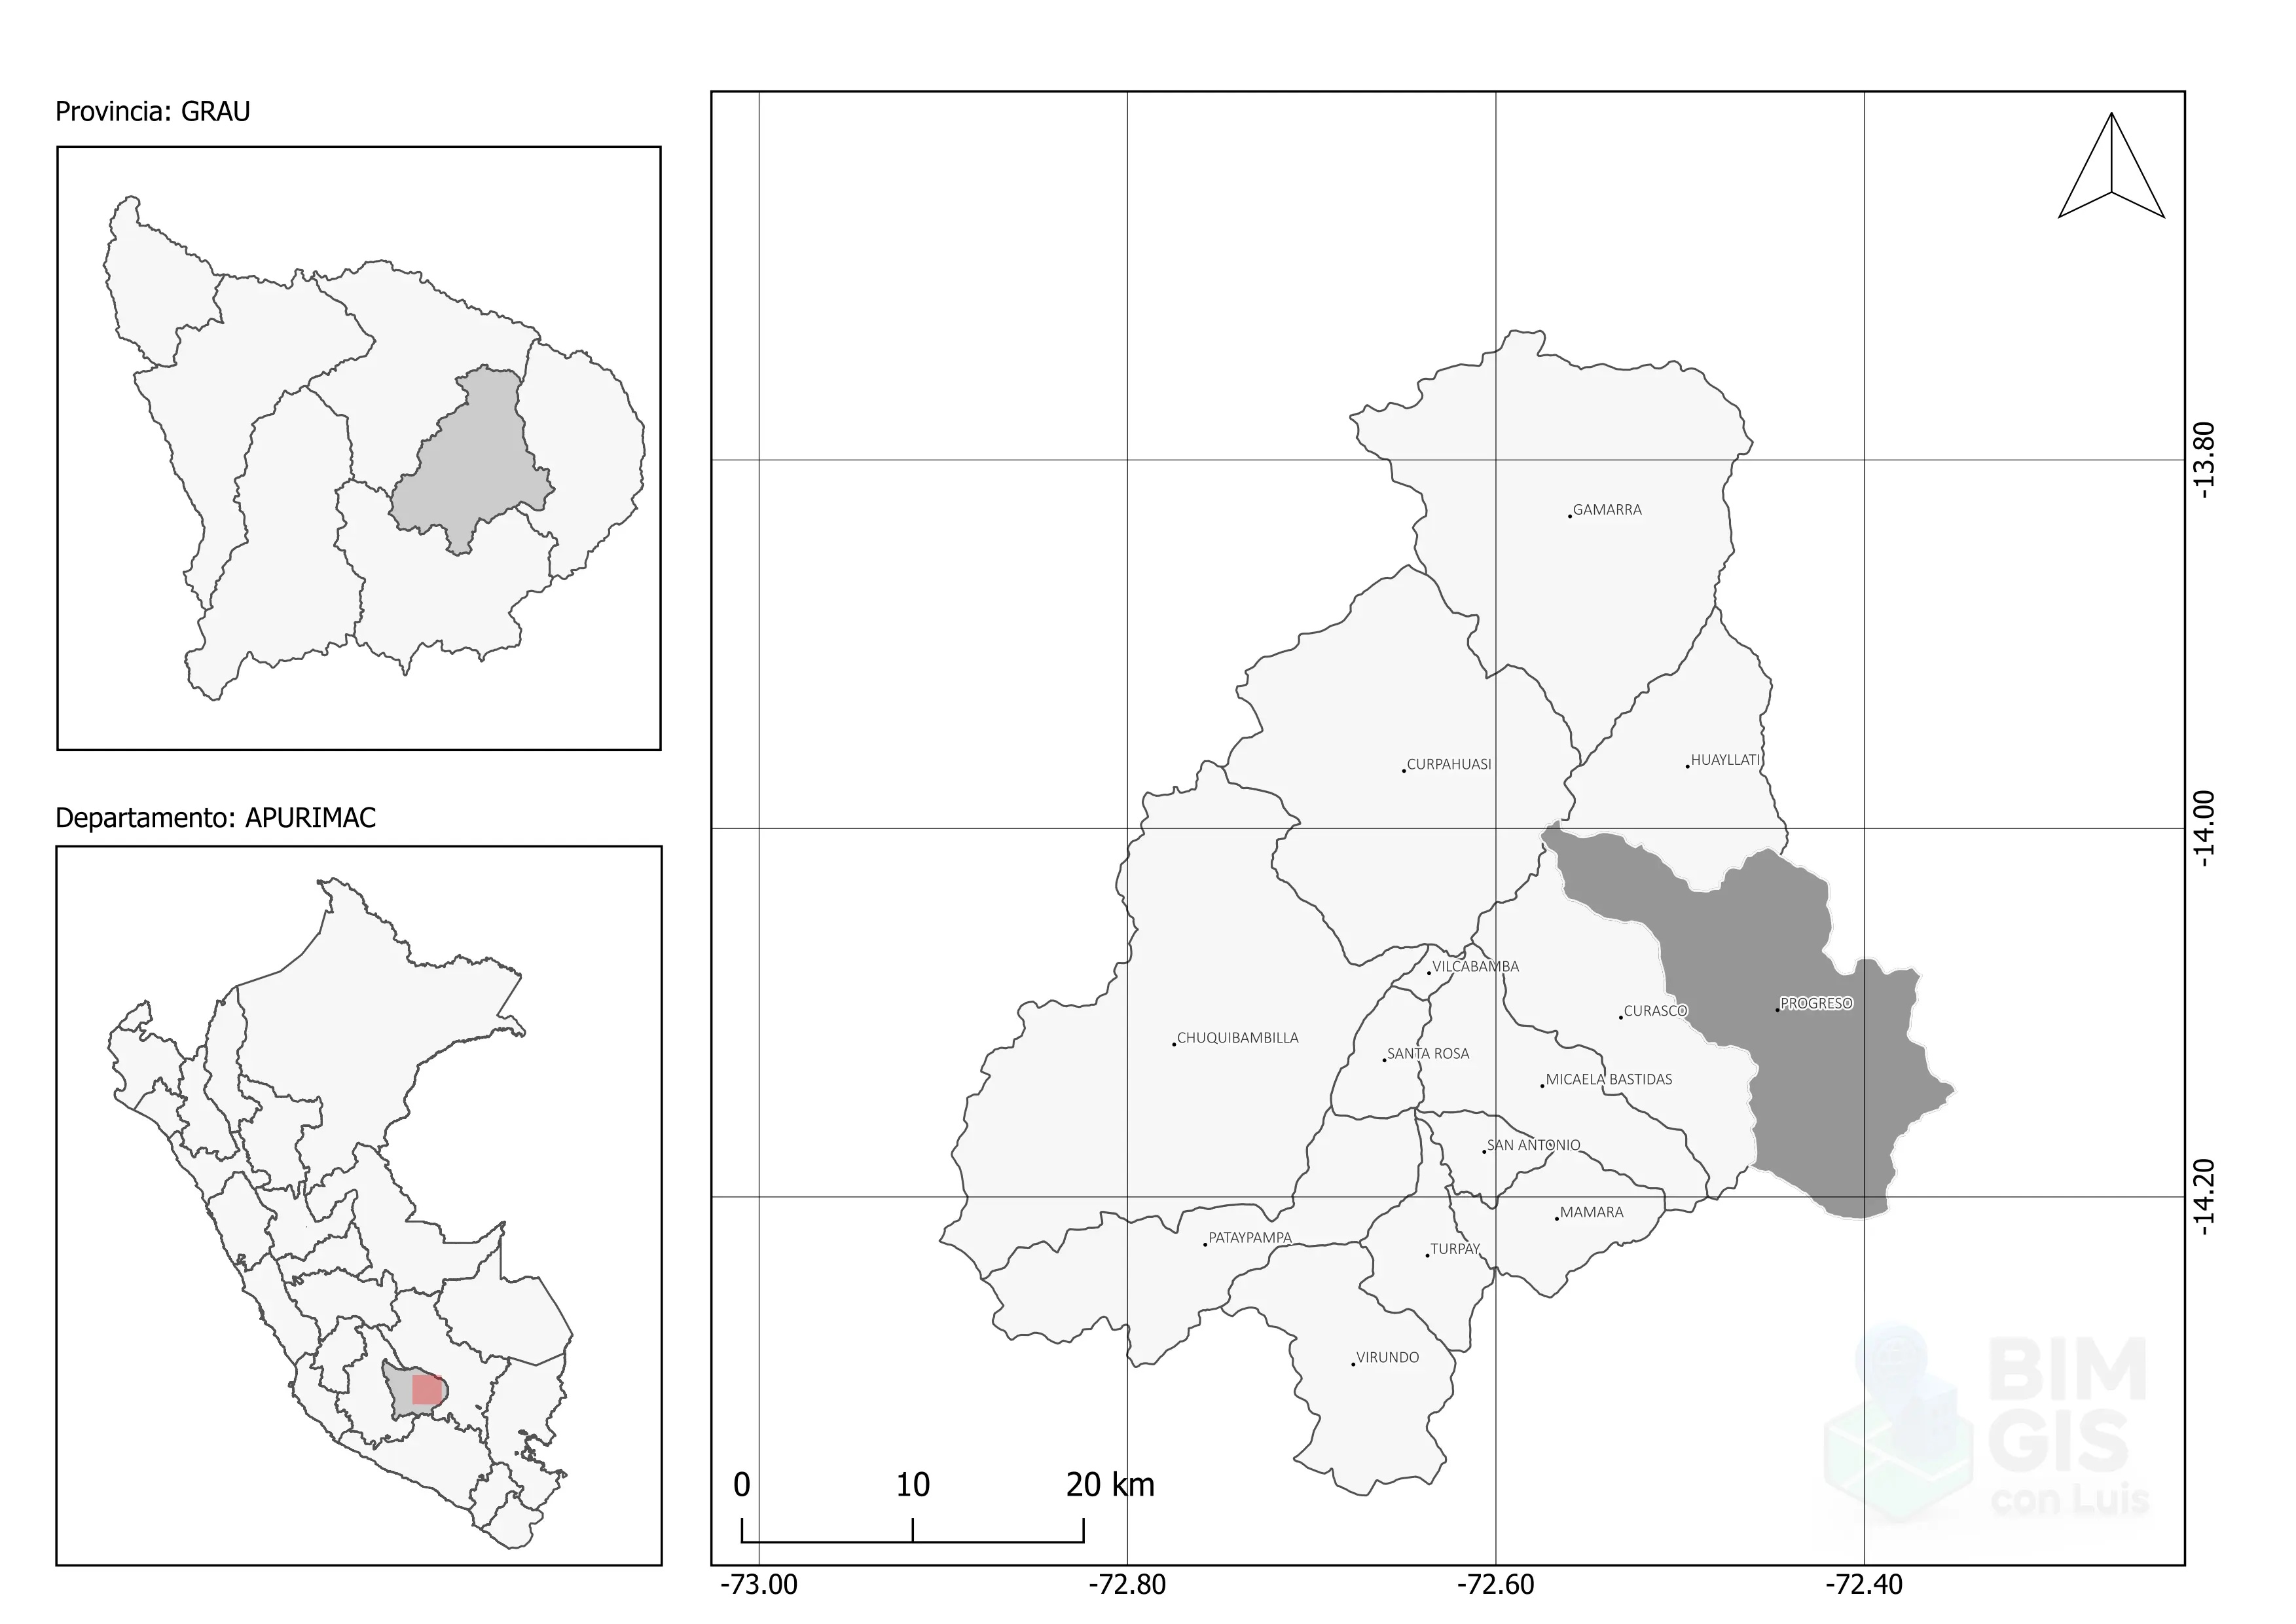 Provincia: GRAU
Departamento: APURIMAC
GAMARRA
CURPAHUASI
HUAYLLATI
VILCABAMBA
CURASCO
PROGRESO
CHUQUIBAMBILLA
SANTA ROSA
MICAELA BASTIDAS
SAN ANTONIO
MAMARA
PATAYPAMPA
TURPAY
VIRUNDO
-13.80
-14.00
-14.20
0 10 20 km
-73.00 -72.80 -72.60 -72.40
BIM
GIS
con Luis